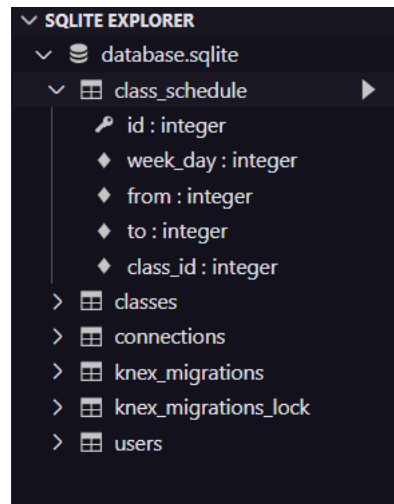 SQLITE EXPLORER
database.sqlite
class_schedule
id : integer
week_day : integer
from : integer
to : integer
class_id : integer
classes
connections
knex_migrations
knex_migrations_lock
users